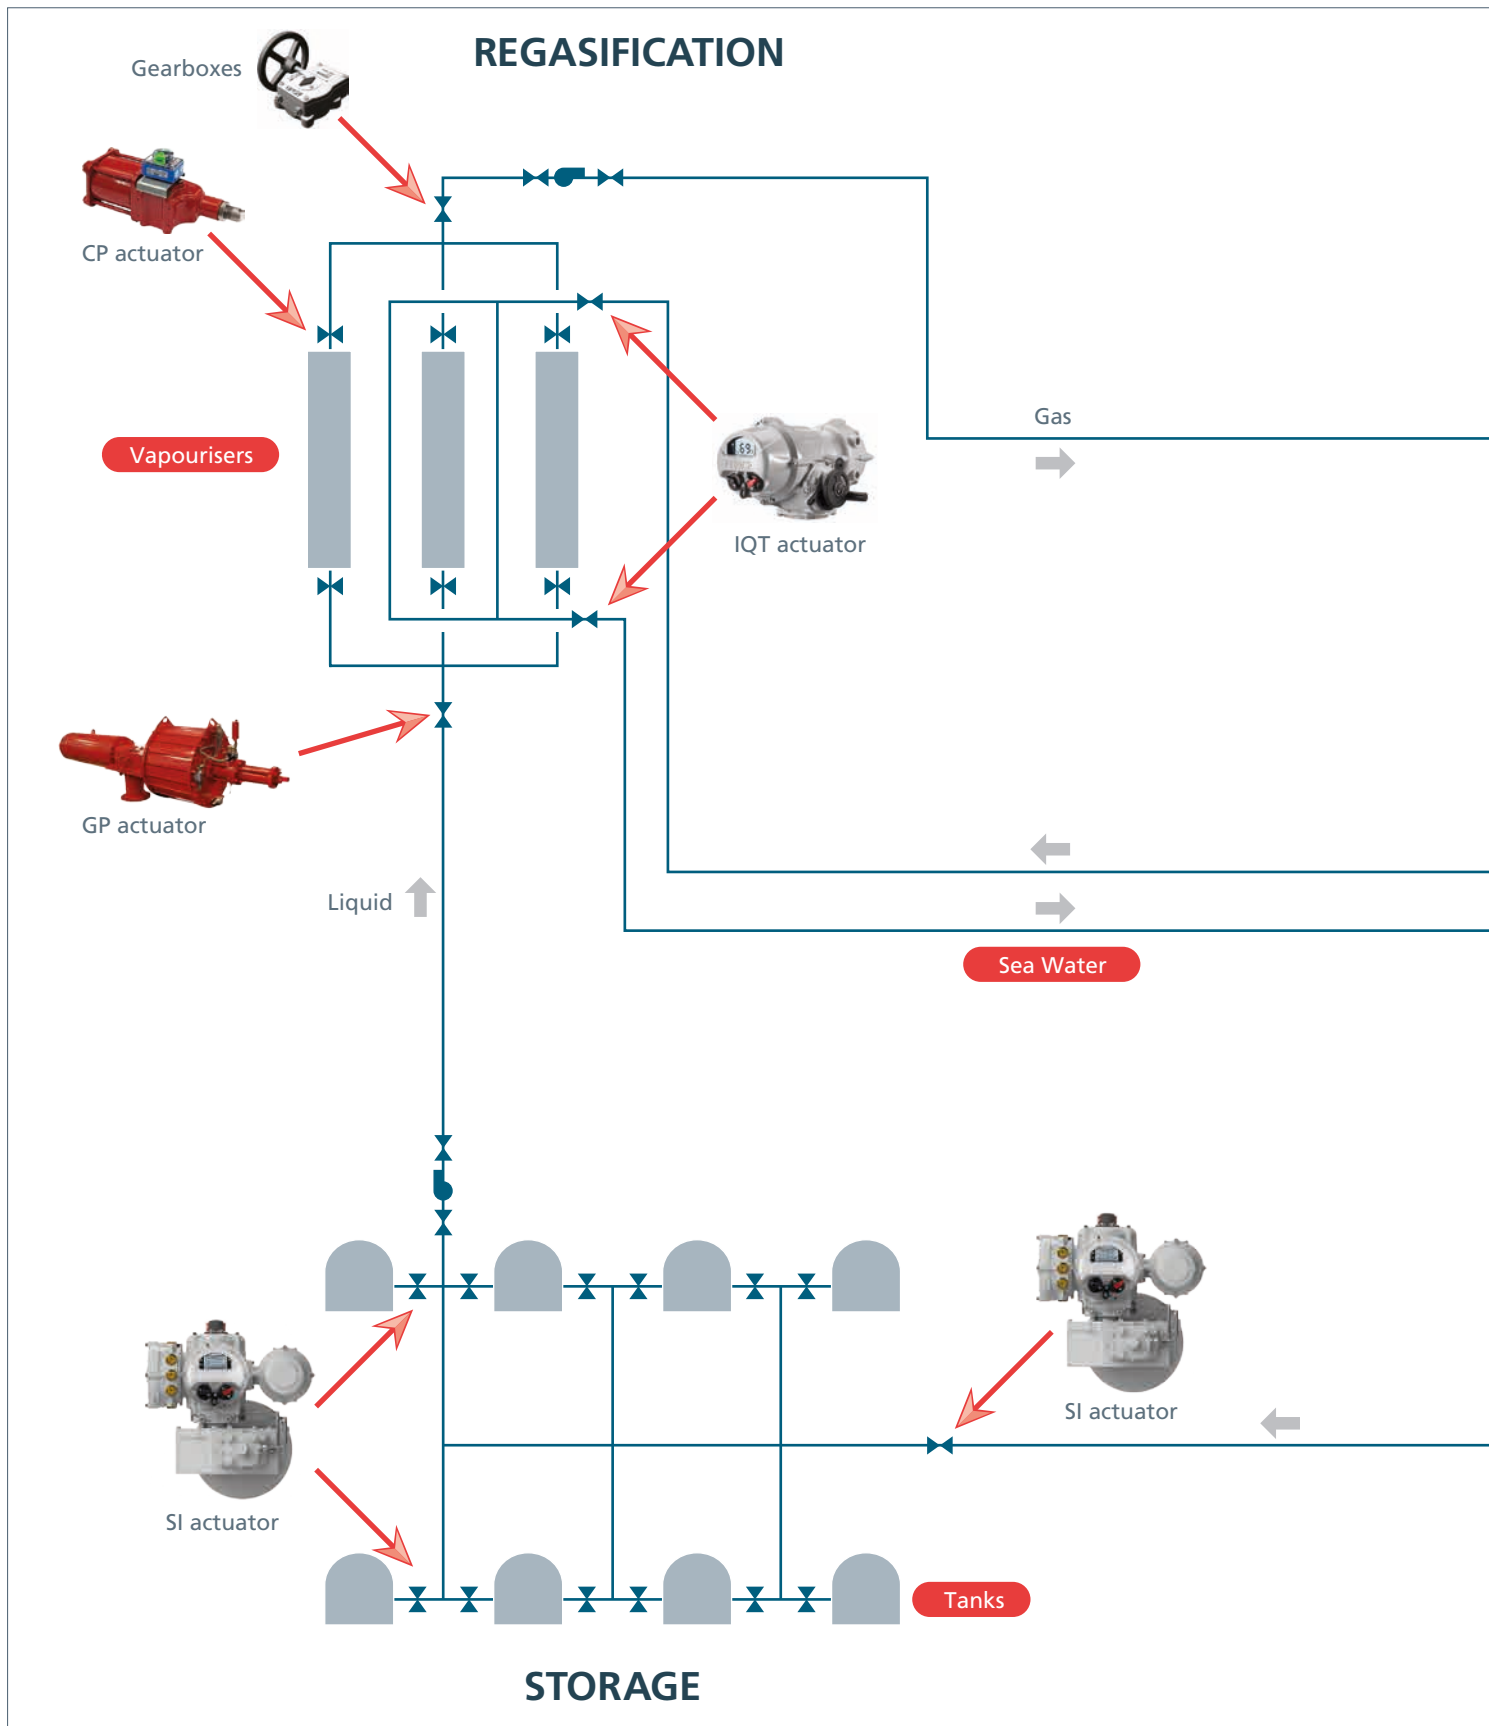 REGASIFICATION
Gearboxes
CP actuator
Gas
Vapourisers
IQT actuator
GP actuator
Liquid
Sea Water
SI actuator
SI actuator
Tanks
STORAGE